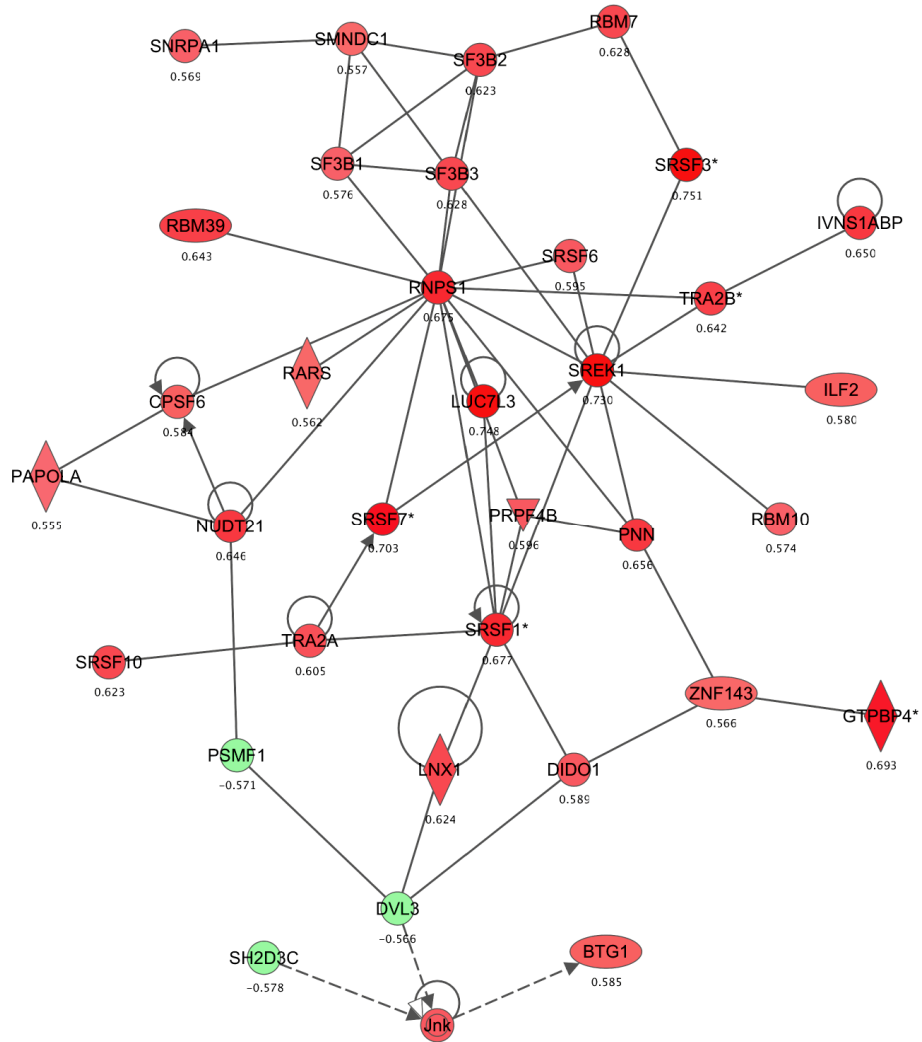 RBM7
0.628
SNRPA1
0.569
SMNDC1
0.557
SF3B2
0.623
SF3B1
0.576
SF3B3
0.628
SRSF3*
0.751
RBM39
0.643
IVNS1ABP
0.650
SRSF6
0.595
RNPS1
0.675
TRA2B*
0.642
RARS
0.562
SREK1
0.730
ILF2
0.580
CPSF6
0.584
LUC7L3
0.748
PAPOLA
0.555
NUDT21
0.646
SRSF7*
0.703
PRPF4B
0.596
PNN
0.656
RBM10
0.574
TRA2A
0.605
SRSF1*
0.677
SRSF10
0.623
ZNF143
0.566
GTPBP4*
0.693
PSMF1
−0.571
LNX1
0.624
DIDO1
0.589
DVL3
−0.566
SH2D3C
−0.578
BTG1
0.585
Jnk